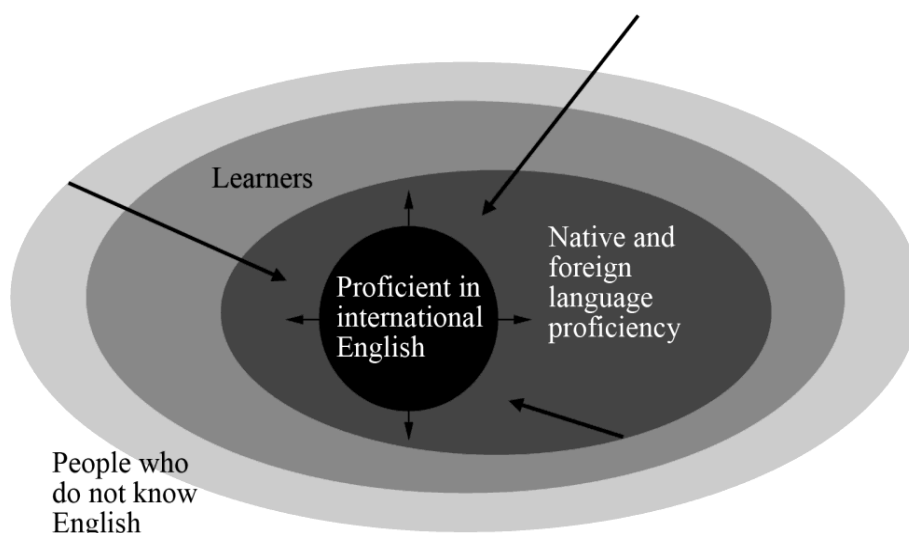 Learners
Native and
foreign
language
proficiency
Proficient in
international
English
People who
do not know
English